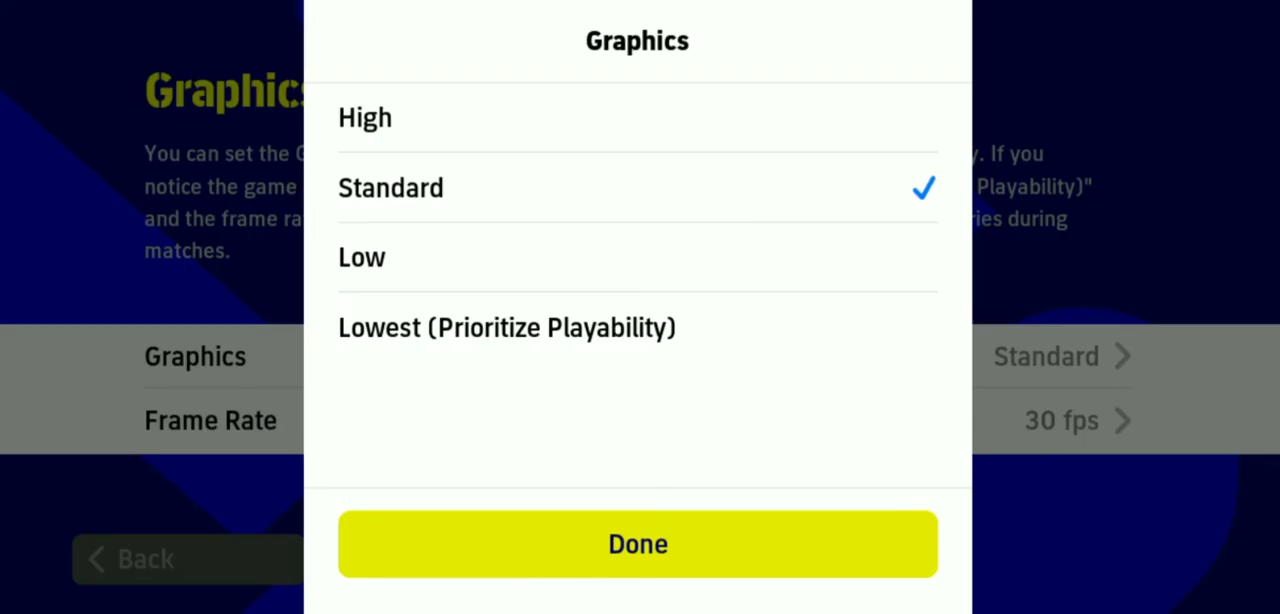 Graphics
High
Standard
Low
Lowest (Prioritize Playability)
Done
Graphics
You can set the
y. If you
notice the game
Playability)"
and the frame ra
ries during
matches.
Graphics
Standard
Frame Rate
30 fps
Back